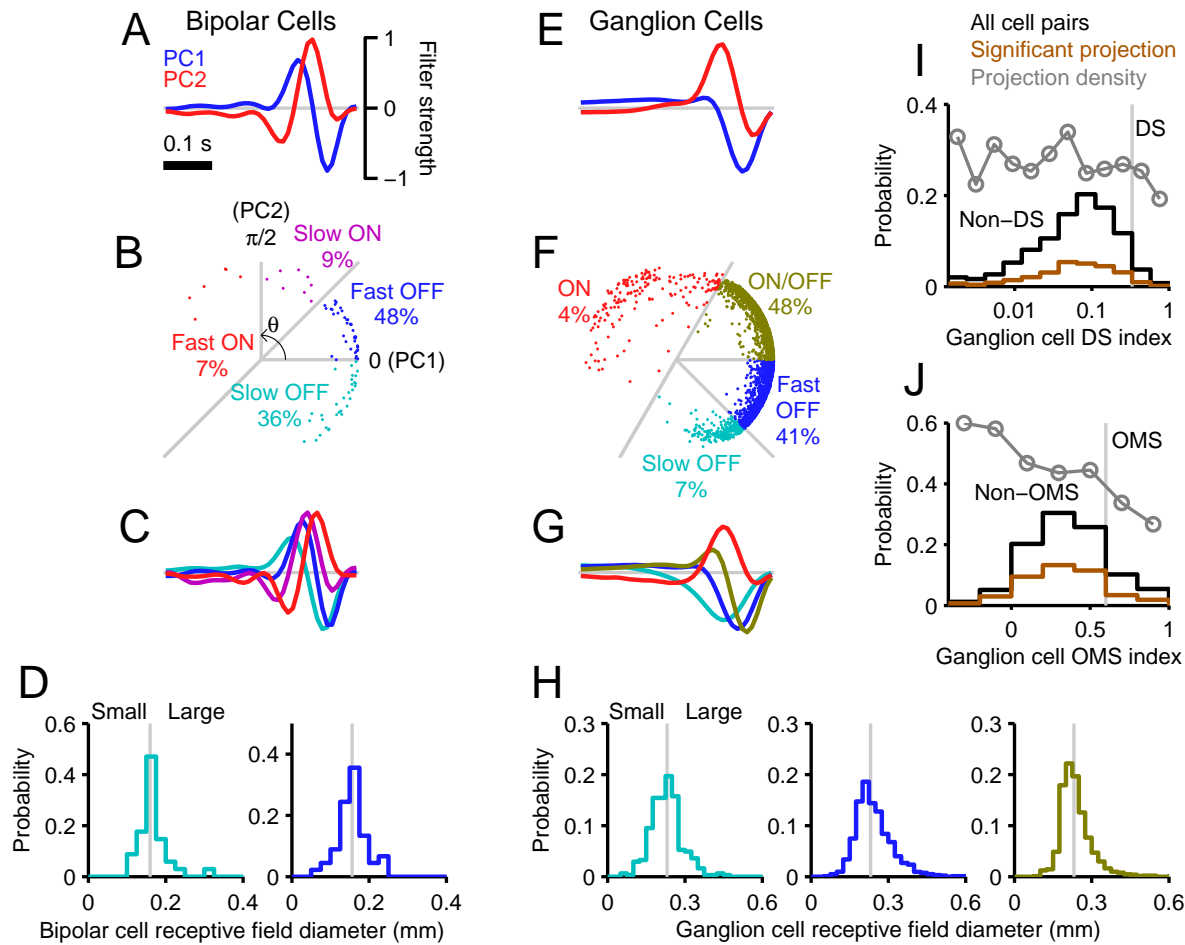 A
Bipolar Cells
PC1
PC2
1
0
−1
Filter strength
0.1 s
B
(PC2)
π/2
Slow ON
9%
Fast OFF
48%
θ
0 (PC1)
Fast ON
7%
Slow OFF
36%
C
D
Small
Large
Probability
0.6
0.4
0.2
0
0
0.2
0.4
0.4
0.2
0
0
0.2
0.4
Bipolar cell receptive field diameter (mm)
E
Ganglion Cells
F
ON
4%
ON/OFF
48%
Fast
OFF
41%
Slow OFF
7%
G
H
Small
Large
Probability
0.3
0.2
0.1
0
0
0.3
0.6
0.3
0.2
0.1
0
0
0.3
0.6
0.3
0.2
0.1
0
0
0.3
0.6
Ganglion cell receptive field diameter (mm)
I
All cell pairs
Significant projection
Projection density
0.4
0.2
0
Probability
DS
Non−DS
0.01
0.1
1
Ganglion cell DS index
J
0.6
0.4
0.2
0
Probability
OMS
Non−OMS
0
0.5
1
Ganglion cell OMS index